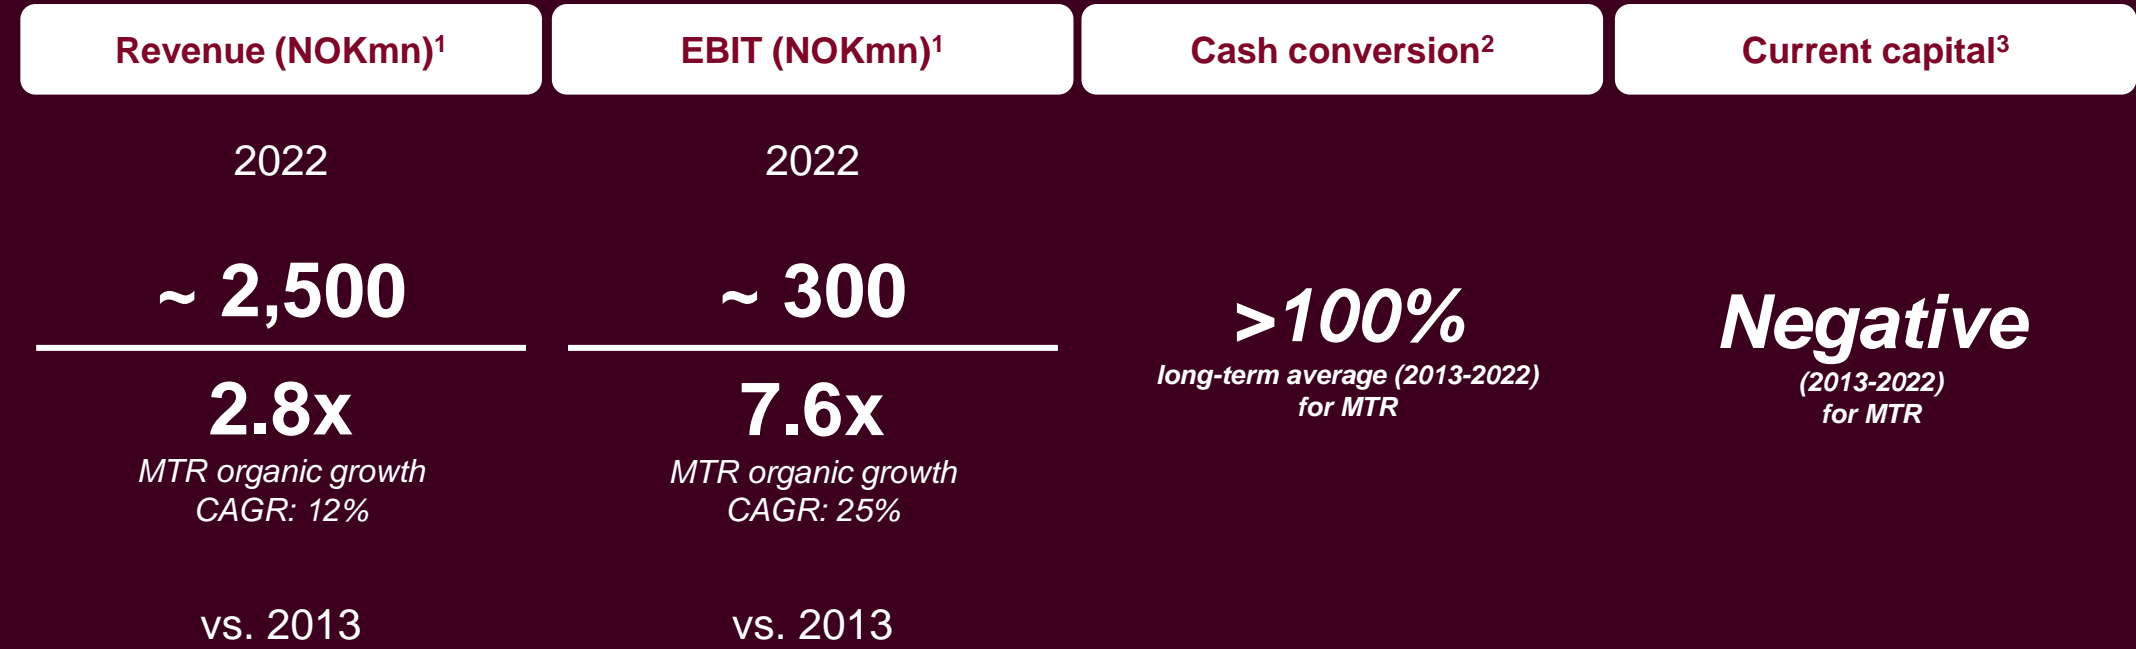 Revenue (NOKmn)¹
2022
~ 2,500
2.8x
MTR organic growth
CAGR: 12%
vs. 2013
EBIT (NOKmn)¹
2022
~ 300
7.6x
MTR organic growth
CAGR: 25%
vs. 2013
Cash conversion²
>100%
long-term average (2013-2022)
for MTR
Current capital³
Negative
(2013-2022)
for MTR